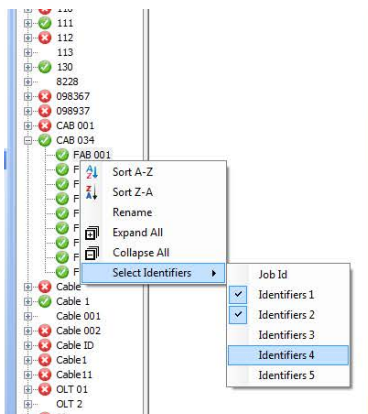 110
111
112
113
130
8228
098367
098937
CAB 001
CAB 034
FAB 001
F
F
F
F
F
F
F
F
Sort A-Z
Sort Z-A
Rename
Expand All
Collapse All
Select Identifiers
Job Id
Identifiers 1
Identifiers 2
Identifiers 3
Identifiers 4
Identifiers 5
Cable
Cable 1
Cable 001
Cable 002
Cable ID
Cable1
Cable11
OLT 01
OLT 2